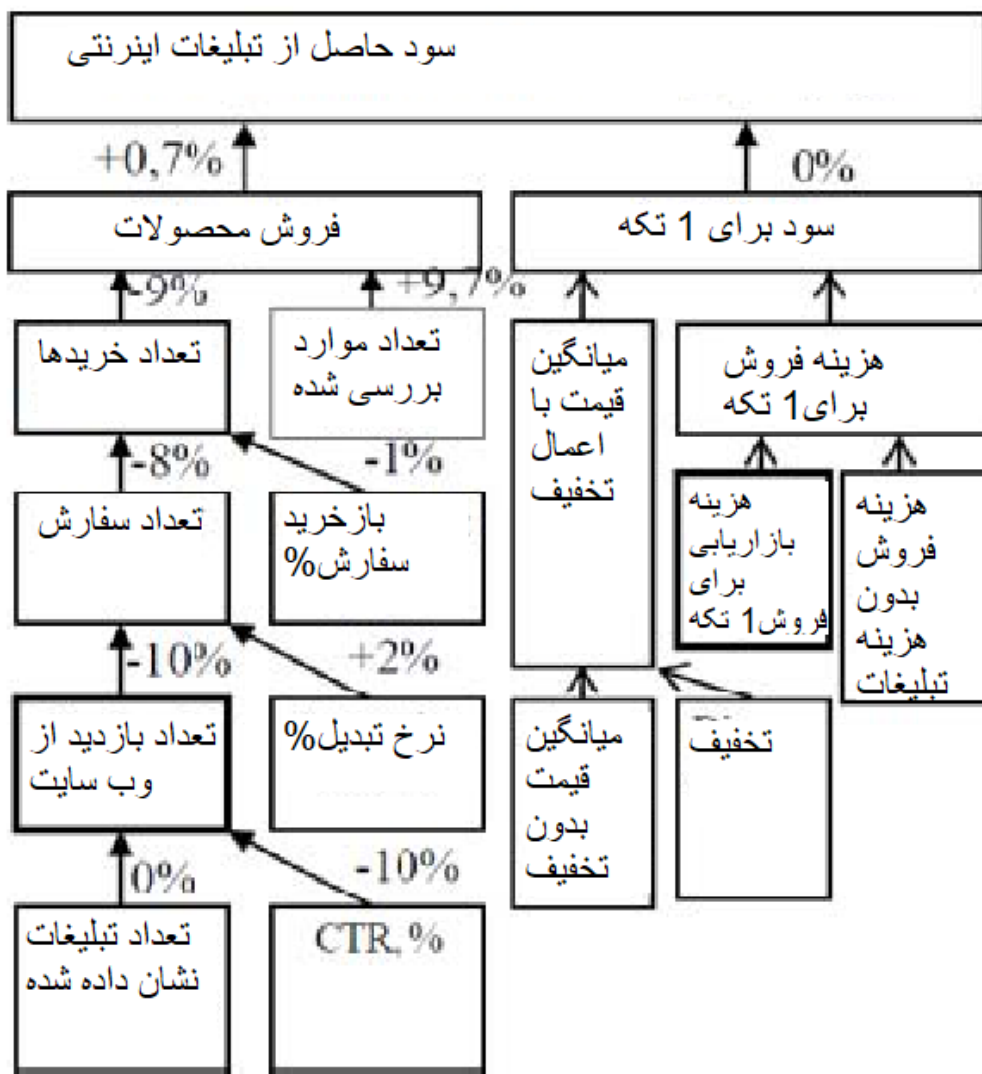 سود حاصل از تبلیغات اینرنتی
+0,7%
0%
فروش محصولات
سود برای 1 تکه
-9%
+9,7%
تعداد خریدها
تعداد موارد
بررسی شده
میانگین
قیمت با
اعمال
تخفیف
هزینه فروش
برای1 تکه
-8%
-1%
تعداد سفارش
بازخرید
سفارش%
هزینه
بازاریابی
برای
فروش1 تکه
هزینه
فروش
بدون
هزینه
تبلیغات
-10%
+2%
تعداد بازدید از
وب سایت
نرخ تبدیل%
میانگین
قیمت
بدون
تخفیف
تخفیف
0%
-10%
تعداد تبلیغات
نشان داده شده
CTR, %